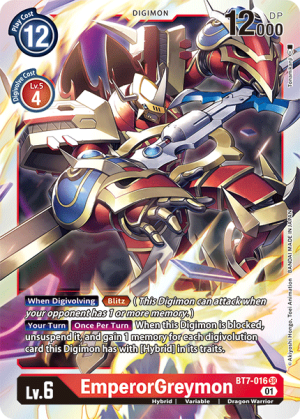 DIGIMON
Play Cost
12
12000
DP
Digivolve Cost
Lv.5
4
BANDAI MADE IN JAPAN
© Akiyoshi Hongo, Toei Animation
When Digivolving Blitz (This Digimon can attack when
your opponent has 1 or more memory.)
Your Turn Once Per Turn When this Digimon is blocked,
unsuspend it, and gain 1 memory for each digivolution
card this Digimon has with [Hybrid] in its traits.
BT7-016 SR
Lv.6
EmperorGreymon
01
Hybrid | Variable | Dragon Warrior